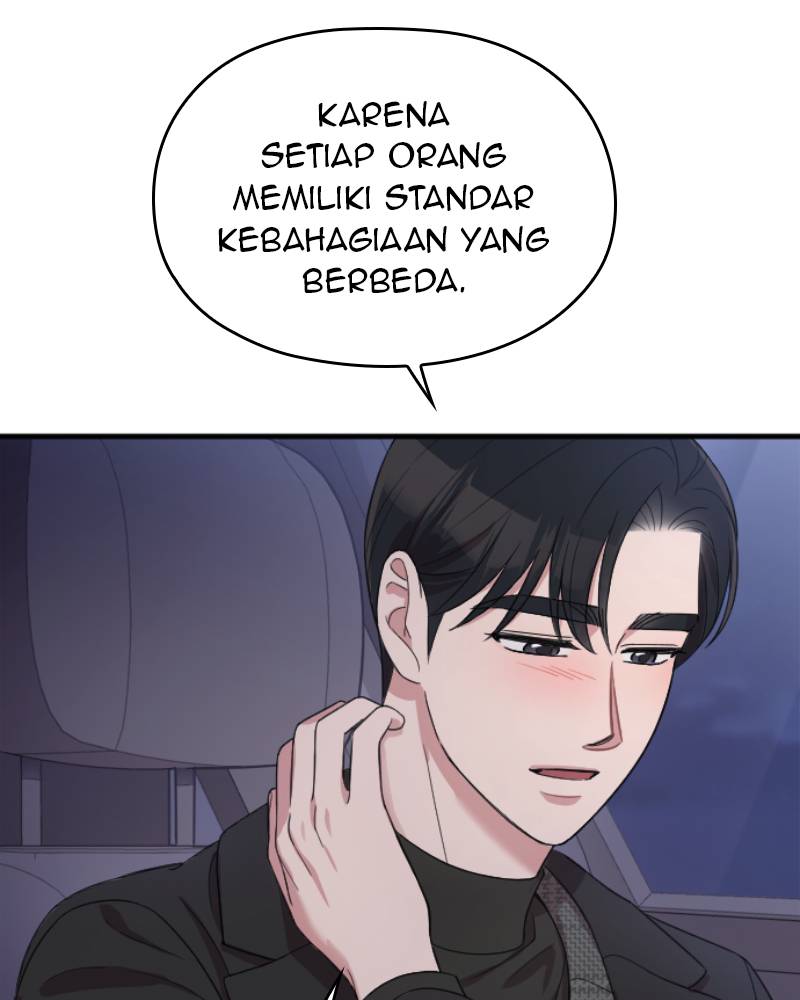 KARENA
SETIAP ORANG
MEMILIKI STANDAR
KEBAHAGIAAN YANG
BERBEDA.